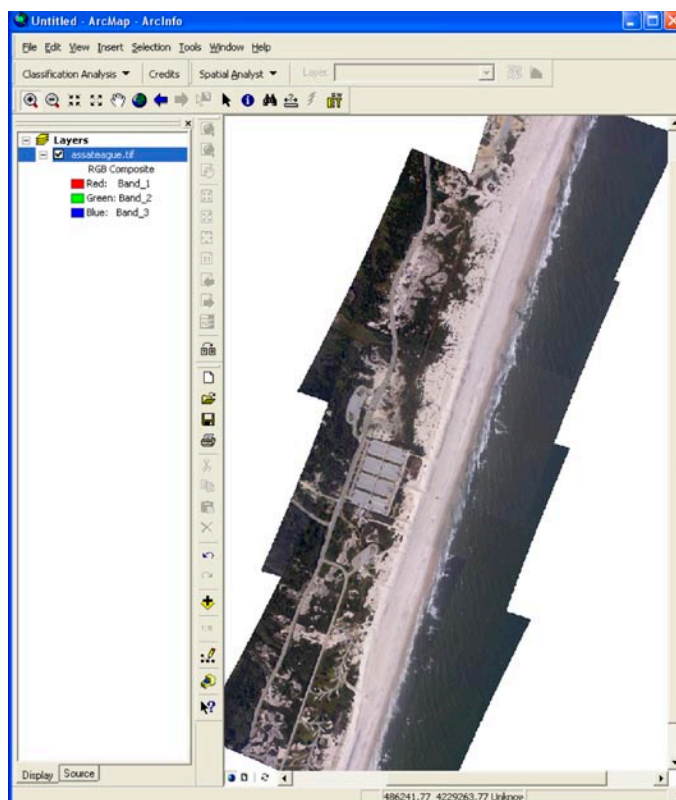 Untitled - ArcMap - ArcInfo
File Edit View Insert Selection Tools Window Help
Classification Analysis Credits Spatial Analyst Layer:
Layers
assateague.tif
RGB Composite
Red: Band_1
Green: Band_2
Blue: Band_3
Display Source
486241.77 4229263.77 Unknow